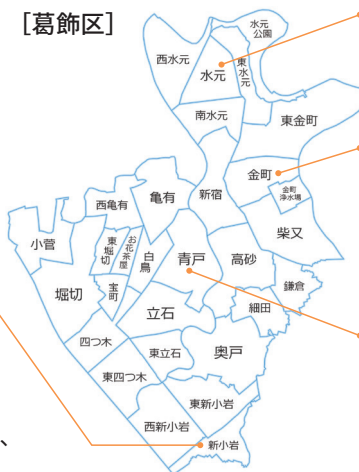 [葛飾区]
水元
公園
西水元
水元
東水元
南水元
東金町
金町
金町
浄水場
新宿
亀有
西亀有
柴又
小菅
東堀切
お花茶屋
白鳥
青戸
高砂
鎌倉
堀切
宝町
細田
立石
四つ木
東立石
奥戸
東四つ木
東新小岩
西新小岩
新小岩
、